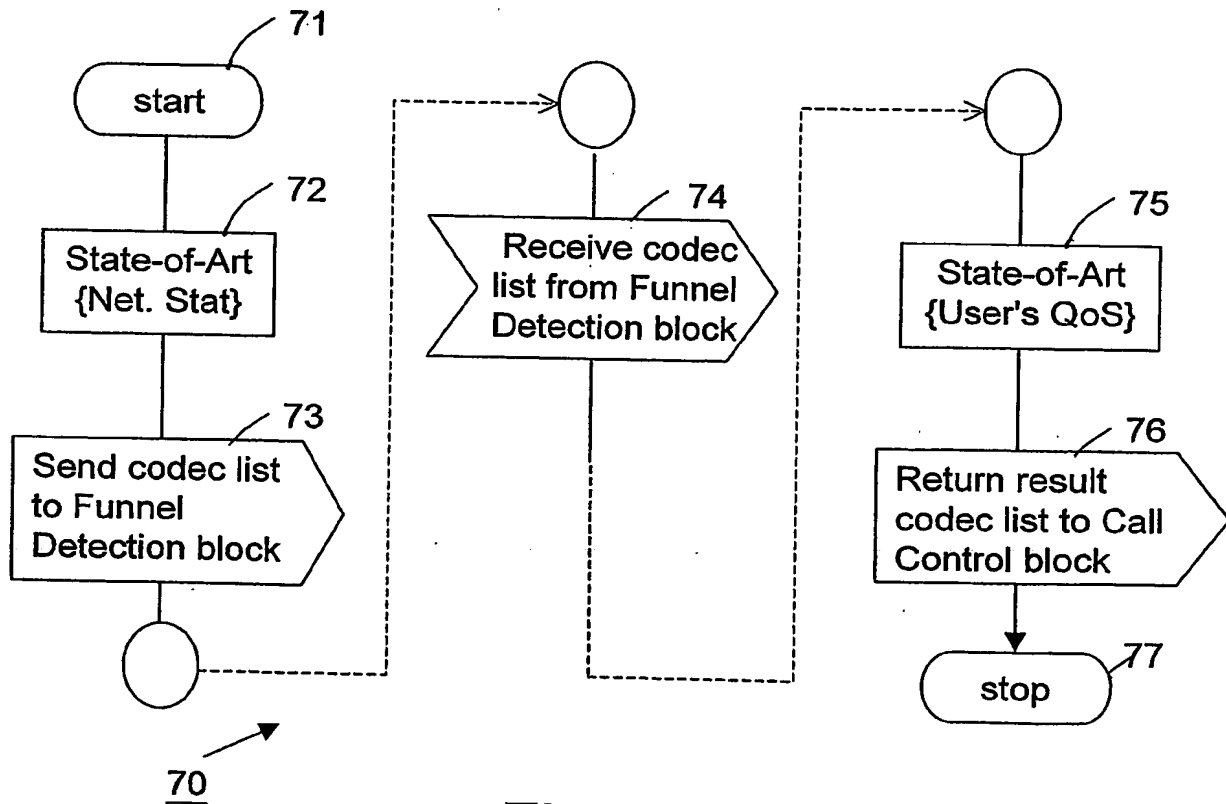 71
start
72
State-of-Art
{Net. Stat}
73
Send codec list
to Funnel
Detection block
70
74
Receive codec
list from Funnel
Detection block
75
State-of-Art
{User's QoS}
76
Return result
codec list to Call
Control block
77
stop